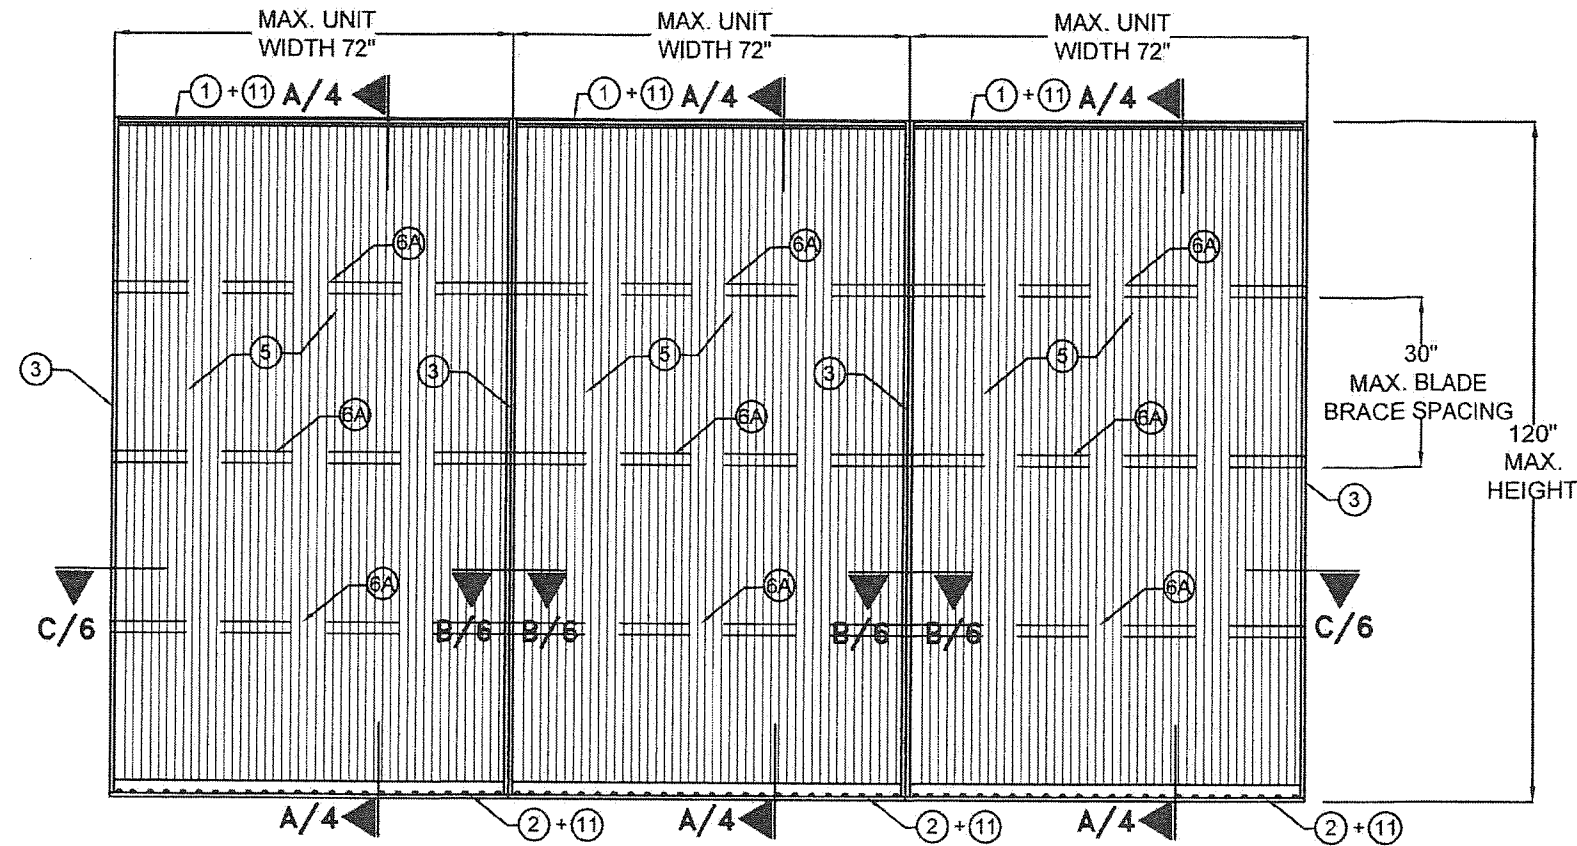 MAX. UNIT
WIDTH 72"
MAX. UNIT
WIDTH 72"
MAX. UNIT
WIDTH 72"
1 + 11 A/4
1 + 11 A/4
1 + 11 A/4
6A
6A
6A
5
5
5
3
3
3
30"
MAX. BLADE
BRACE SPACING
6A
6A
6A
120"
MAX.
HEIGHT
3
6A
6A
6A
C/6
B/6
B/6
B/6
B/6
C/6
A/4
2 + 11
A/4
2 + 11
A/4
2 + 11